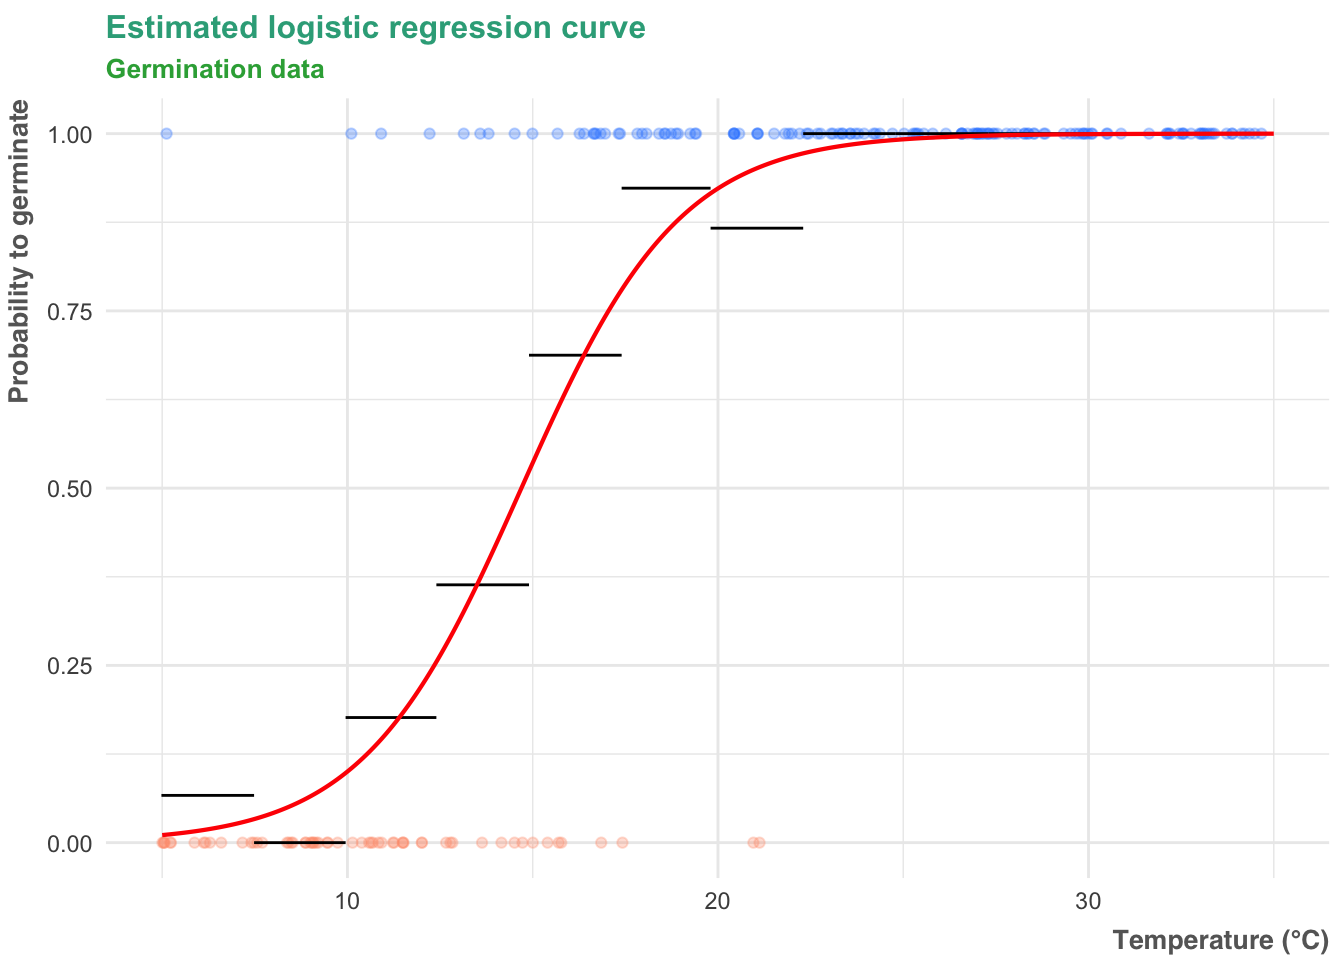 Estimated logistic regression curve
Germination data
Probability to germinate
1.00
0.75
0.50
0.25
0.00
10
20
30
Temperature (°C)